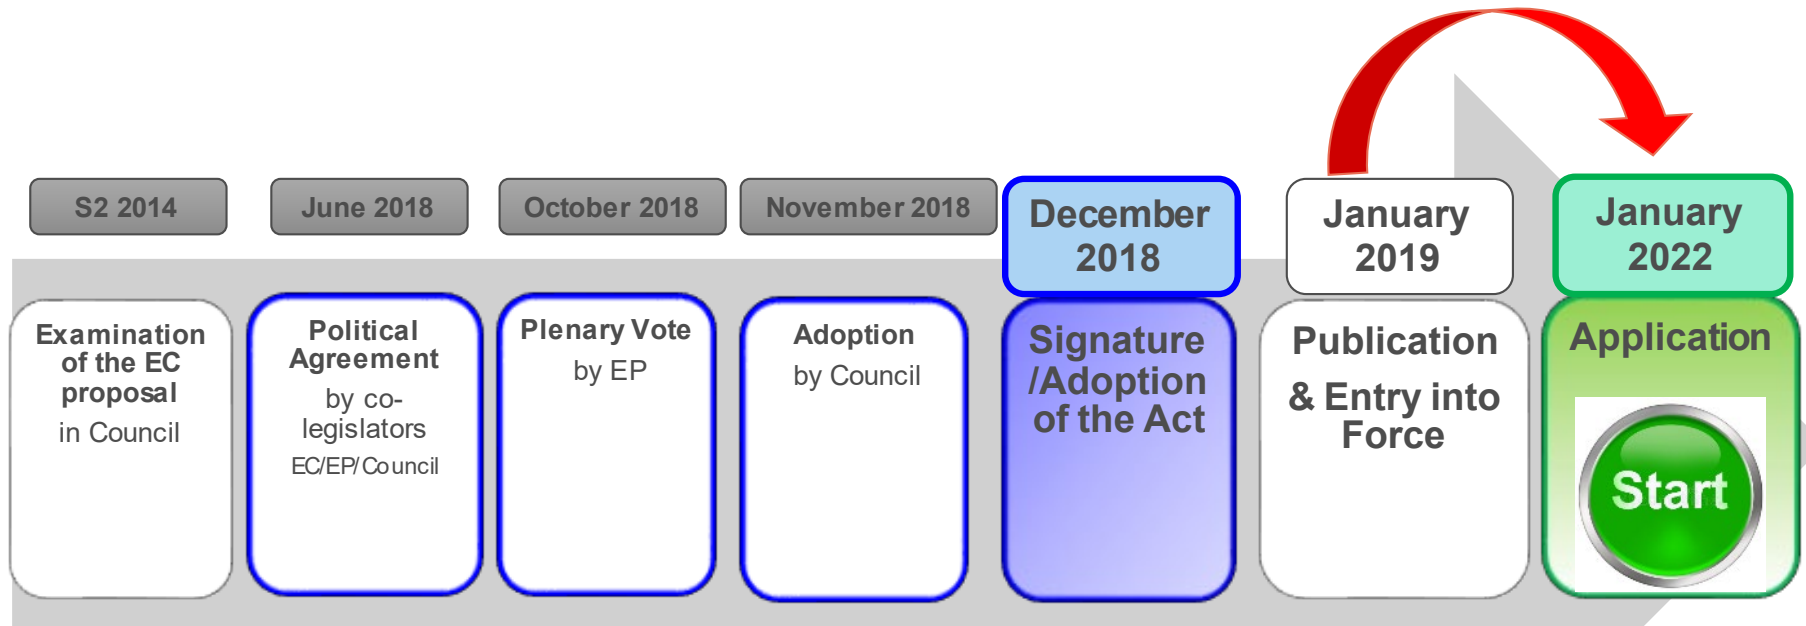 S2 2014
June 2018
October 2018
November 2018
December
2018
January
2019
January
2022
Examination
of the EC
proposal
in Council
Political
Agreement
by co-
legislators
EC/EP/Council
Plenary Vote
by EP
Adoption
by Council
Signature
/Adoption
of the Act
Publication
& Entry into
Force
Application
Start